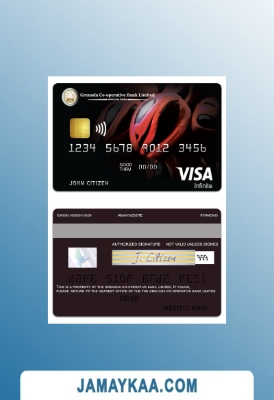 Grenada Co-operative Bank Limited
1234 5678 9012 3456
GOOD
THRU 00/00
VISA
Infinite
JOHN CITIZEN
AUTHORIZED SIGNATURE NOT VALID UNLESS SIGNED
J. Citizen
THIS IS A PROPERTY OF THE GRENADA CO-OPERATIVE BANK LIMITED, IF FOUND,
PLEASE RETURN TO THE NEAREST OFFICE OF THE THE GRENADA CO-OPERATIVE BANK LIMITED
JAMAYKAA.COM